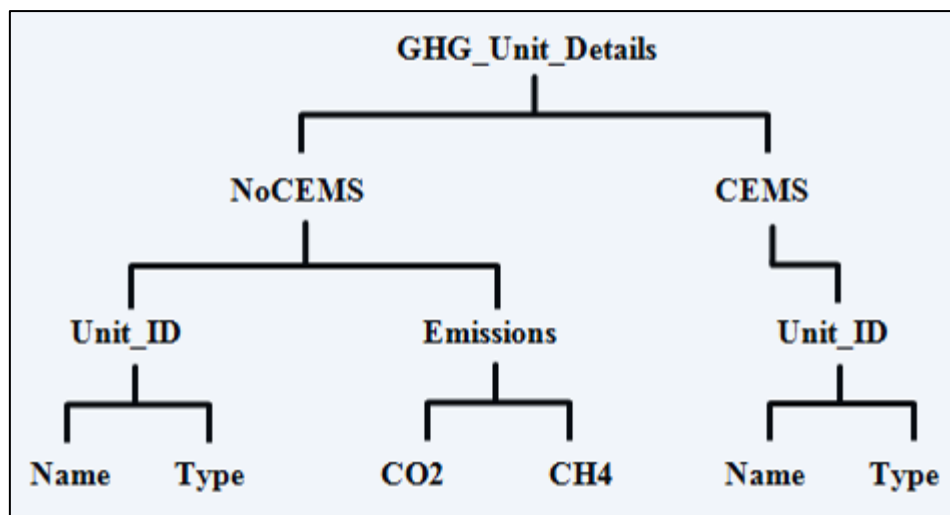 GHG_Unit_Details
NoCEMS CEMS
Unit_ID Emissions Unit_ID
Name Type CO2 CH4 Name Type